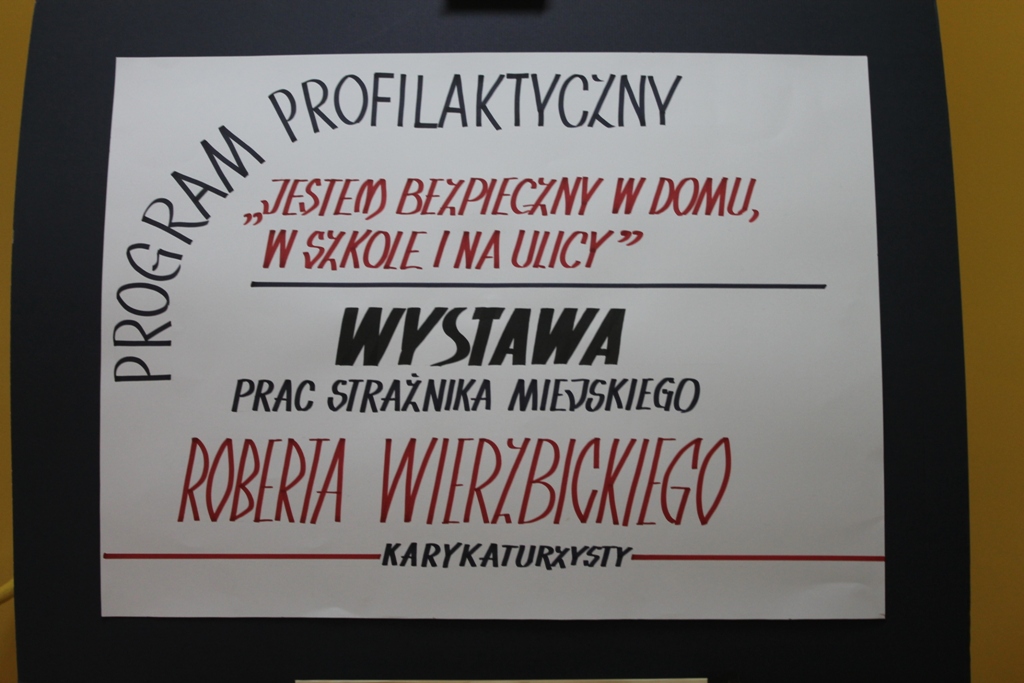 PROGRAM PROFILAKTYCZNY
„JESTEM BEZPIECZNY W DOMU,
W SZKOLE I NA ULICY”
WYSTAWA
PRAC STRAŻNIKA MIEJSKIEGO
ROBERTA WIERZBICKIEGO
KARYKATURZYSTY